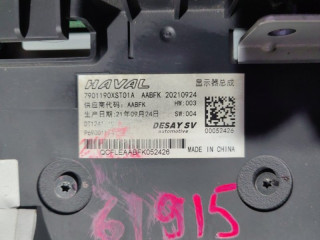 HAVAL 显示器总成
7901190XST01A AABFK 20210924
供应商代码: AABFK HW:003
生产日期: 21年09月24日 SW:004
DESAY SV
automotive
00052426
MADE IN CHINA
61915